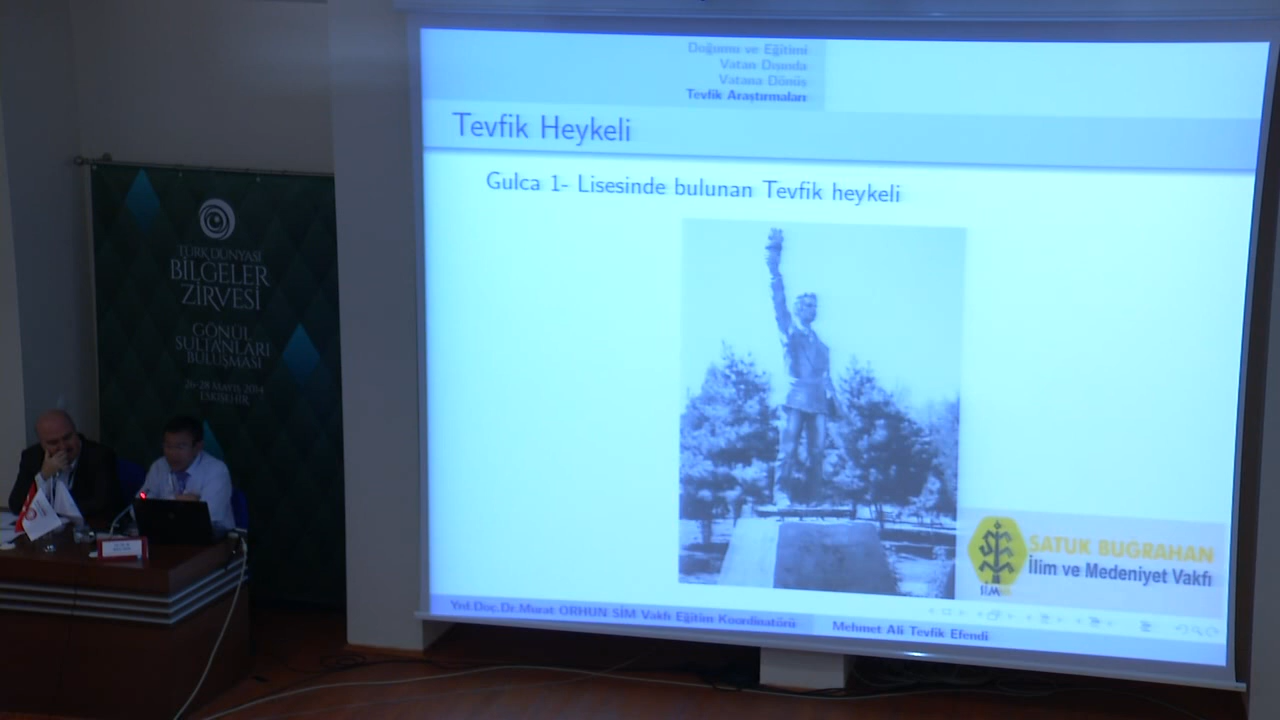 TÜRK DÜNYASI
BİLGELER
ZİRVESİ
GÖNÜL
SULTANLARI
BULUŞMASI
26-28 MAYIS 2014
ESKİŞEHİR
Doğumu ve Eğitimi
Vatan Dışında
Vatana Dönüş
Tevfik Araştırmaları
Tevfik Heykeli
Gulca 1- Lisesinde bulunan Tevfik heykeli
SATUK BUGRAHAN
İlim ve Medeniyet Vakfı
SİM
Yrd.Doç.Dr.Murat ORHUN SİM Vakfı Eğitim Koordinatörü
Mehmet Ali Tevfik Efendi